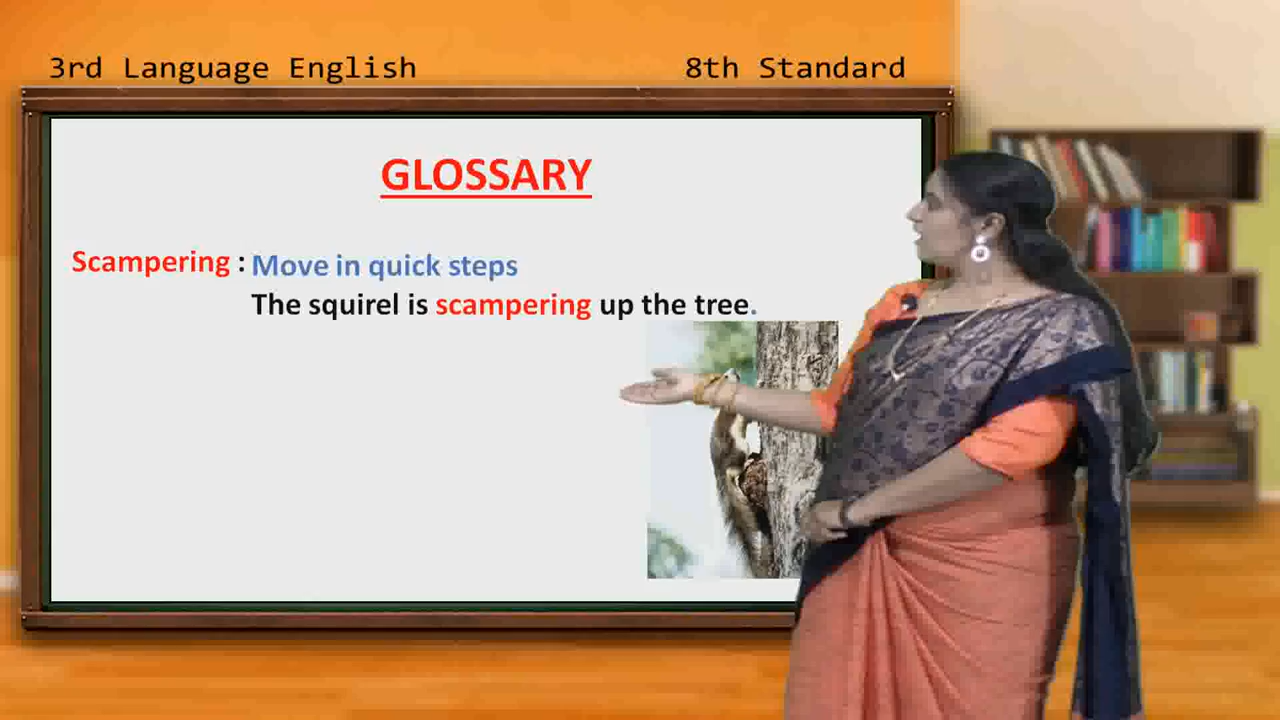 3rd Language English 8th Standard
GLOSSARY
Scampering : Move in quick steps
The squirel is scampering up the tree.